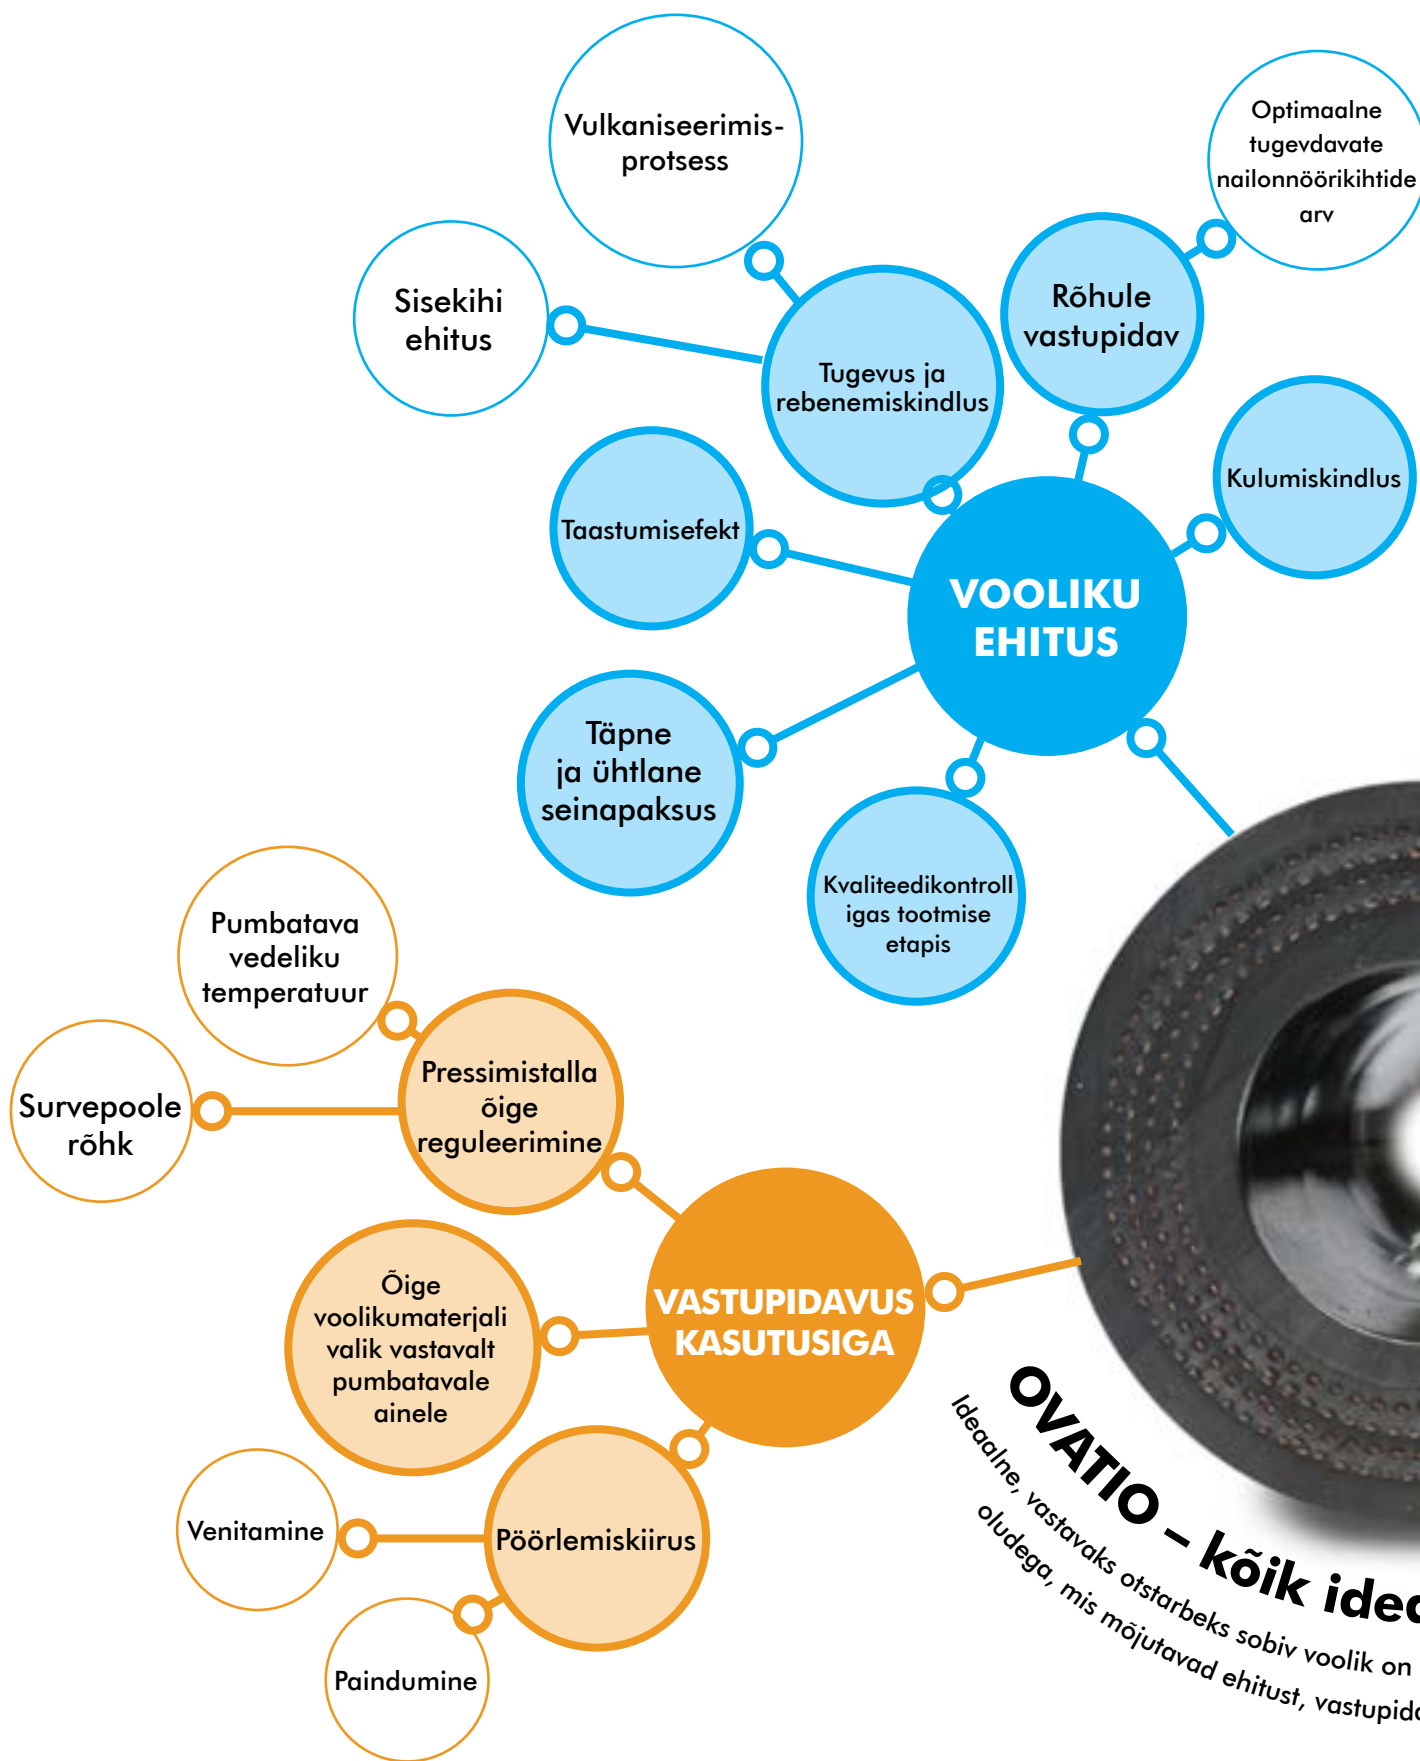 Vulkaniseerimis-
protsess
Optimaalne
tugevdavate
nailonnöörikihtide
arv
Sisekihi
ehitus
Rõhule
vastupidav
Tugevus ja
rebenemiskindlus
Kulumiskindlus
Taastumisefekt
VOOLIKU
EHITUS
Täpne
ja ühtlane
seinapaksus
Kvaliteedikontroll
igas tootmise
etapis
Pumbatava
vedeliku
temperatuur
Survepoole
rõhk
Pressimistalla
õige
reguleerimine
Õige
voolikumaterjali
valik vastavalt
pumbatavale
ainele
VASTUPIDAVUS
KASUTUSIGA
Venitamine
Pöörlemiskiirus
Paindumine
OVATIO – kõik
Ideaalne, vastavaks otstarbeks sobiv voolik on
oludega, mis mõjutavad ehitust,